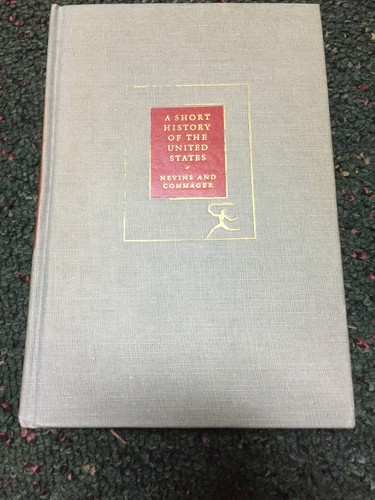 A SHORT
HISTORY
OF THE
UNITED
STATES
NEVINS AND
COMMAGER